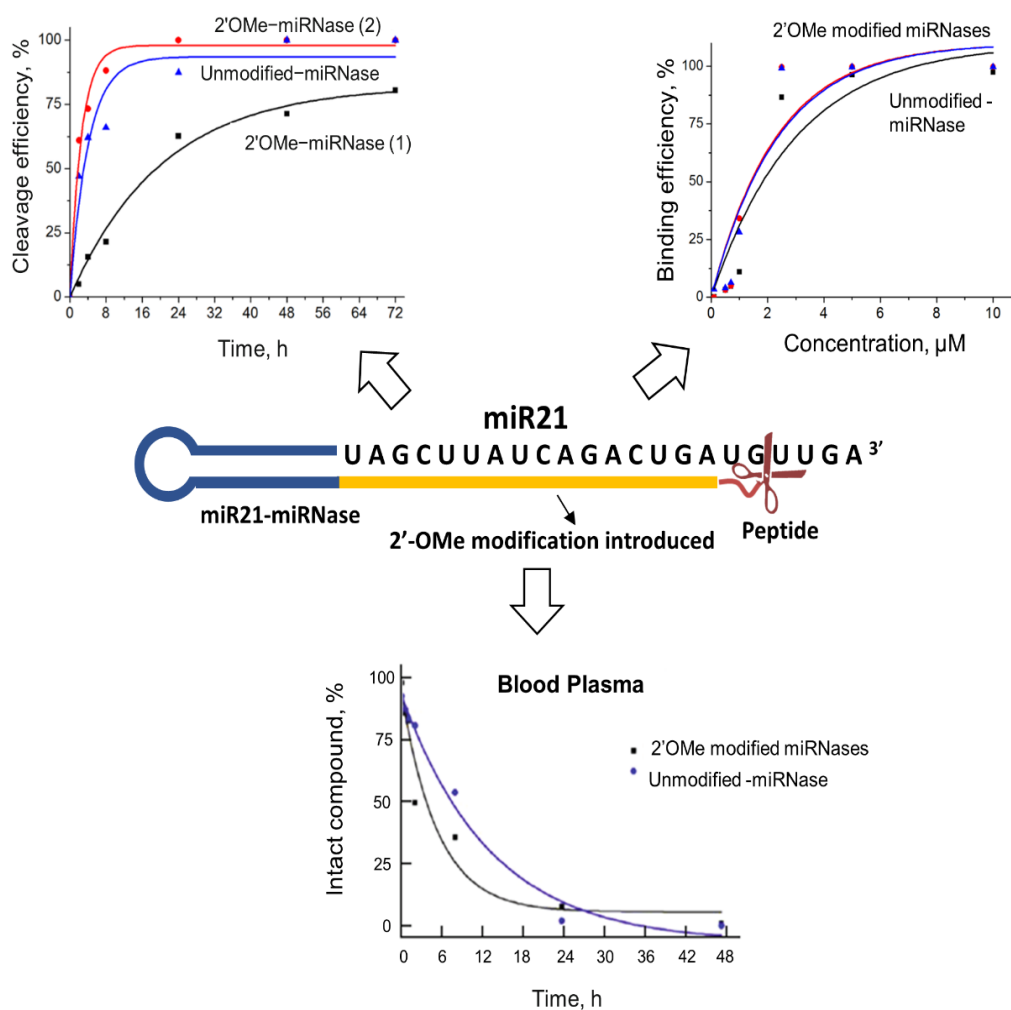 2'OMe−miRNase (2)
Unmodified−miRNase
2'OMe−miRNase (1)
Cleavage efficiency, %
100
75
50
25
0
0 8 16 24 32 40 48 56 64 72
Time, h
2'OMe modified miRNases
Unmodified -
miRNase
Binding efficiency, %
100
75
50
25
0
0 2 4 6 8 10
Concentration, µM
miR21
U A G C U U A U C A G A C U G A U G U U G A 3’
miR21-miRNase
Peptide
2’-OMe modification introduced
Blood Plasma
2'OMe modified miRNases
Unmodified -miRNase
Intact compound, %
100
75
50
25
0
0 6 12 18 24 30 36 42 48
Time, h